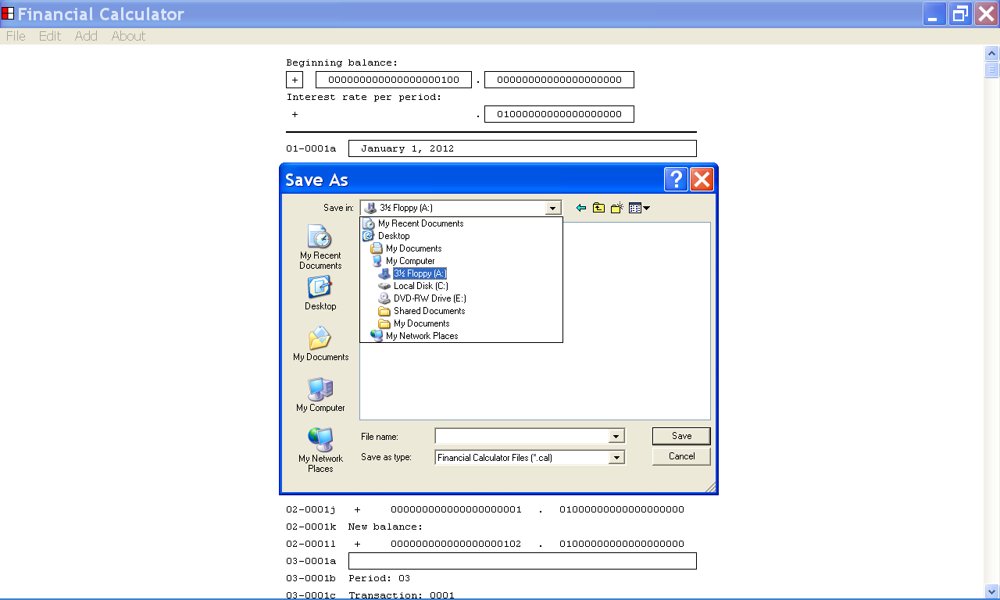 Financial Calculator
File Edit Add About
Beginning balance:
+ 000000000000000000100 . 00000000000000000000
Interest rate per period:
+ . 01000000000000000000
01-0001a January 1, 2012
Save As
Save in: 3½ Floppy (A:)
My Recent Documents
Desktop
My Documents
My Computer
3½ Floppy (A:)
Local Disk (C:)
DVD-RW Drive (E:)
Shared Documents
My Documents
My Network Places
My Recent
Documents
Desktop
My Documents
My Computer
My Network
Places
File name:
Save
Save as type: Financial Calculator Files (*.cal)
Cancel
02-0001j + 000000000000000000001 . 01000000000000000000
02-0001k New balance:
02-0001l + 000000000000000000102 . 01000000000000000000
03-0001a
03-0001b Period: 03
03-0001c Transaction: 0001